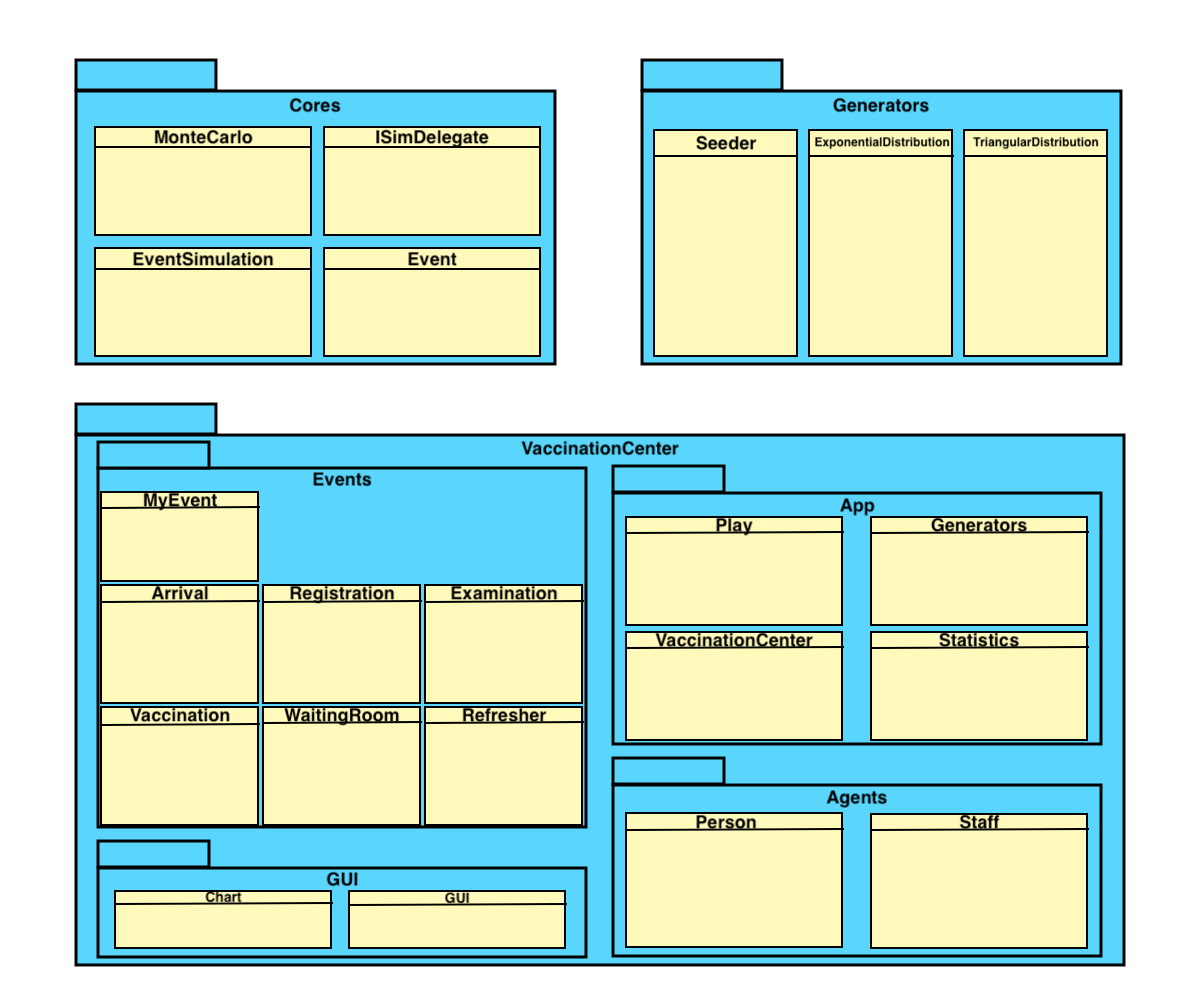 Cores
MonteCarlo
ISimDelegate
EventSimulation
Event
Generators
Seeder
ExponentialDistribution
TriangularDistribution
VaccinationCenter
Events
MyEvent
Arrival
Registration
Examination
Vaccination
WaitingRoom
Refresher
App
Play
Generators
VaccinationCenter
Statistics
GUI
Chart
GUI
Agents
Person
Staff